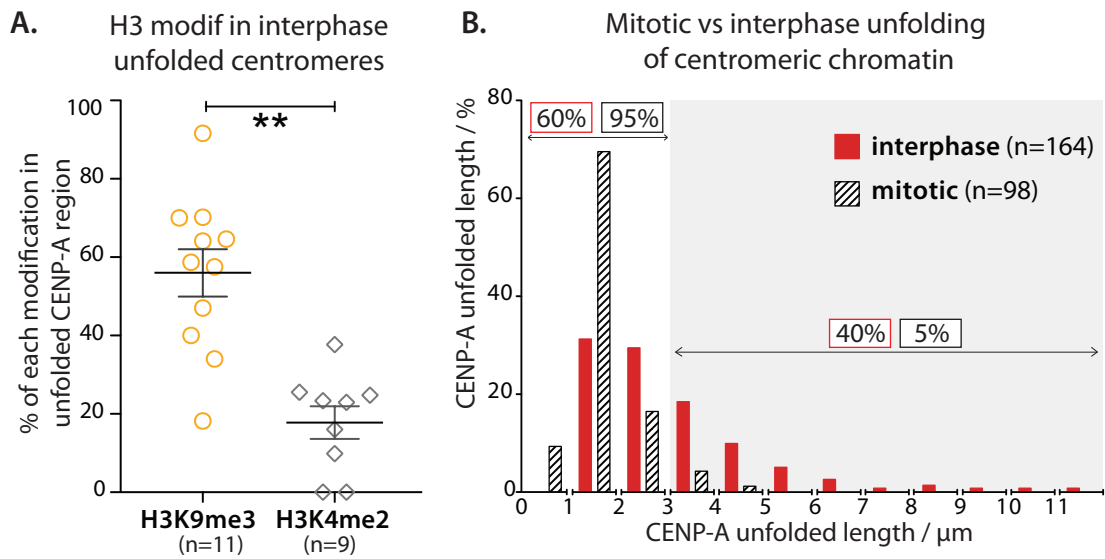 A.
H3 modif in interphase
unfolded centromeres
% of each modification in
unfolded CENP-A region
100
80
60
40
20
0
**
H3K9me3
(n=11)
H3K4me2
(n=9)
B.
Mitotic vs interphase unfolding
of centromeric chromatin
CENP-A unfolded length / %
80
60
40
20
0
60% 95%
interphase (n=164)
mitotic (n=98)
40% 5%
0 1 2 3 4 5 6 7 8 9 10 11
CENP-A unfolded length / μm